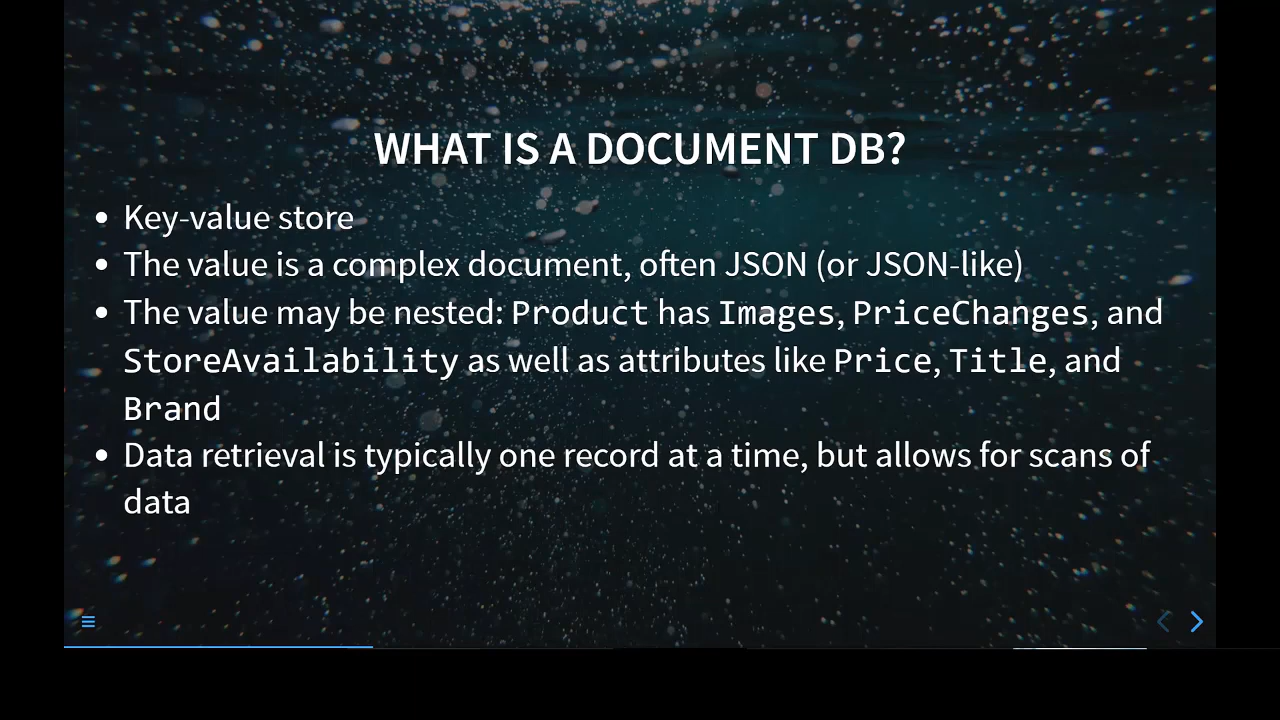 WHAT IS A DOCUMENT DB?
Key-value store
The value is a complex document, often JSON (or JSON-like)
The value may be nested: Product has Images, PriceChanges, and
StoreAvailability as well as attributes like Price, Title, and
Brand
Data retrieval is typically one record at a time, but allows for scans of
data